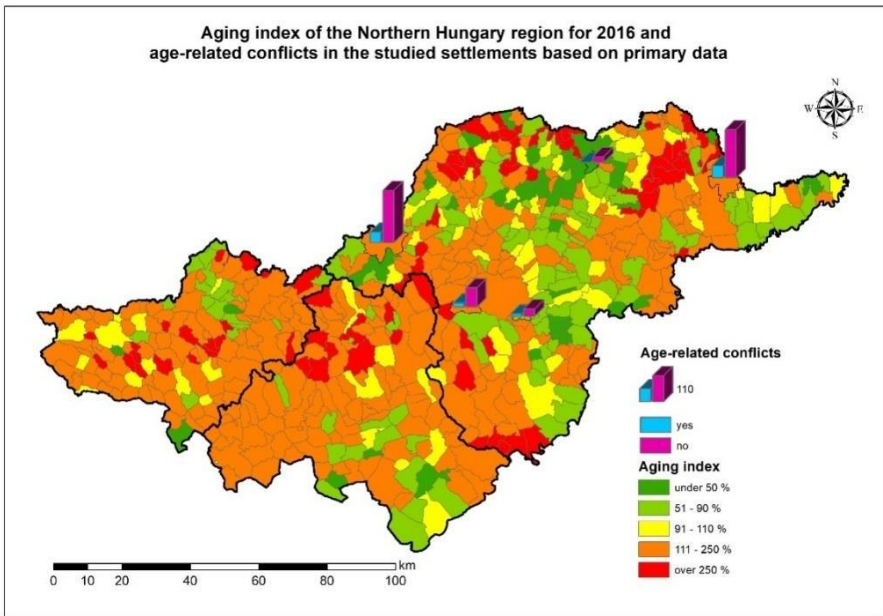 Aging index of the Northern Hungary region for 2016 and
age-related conflicts in the studied settlements based on primary data
N
W E
S
Age-related conflicts
110
yes
no
Aging index
under 50 %
51 - 90 %
91 - 110 %
111 - 250 %
over 250 %
km
0 10 20 40 60 80 100